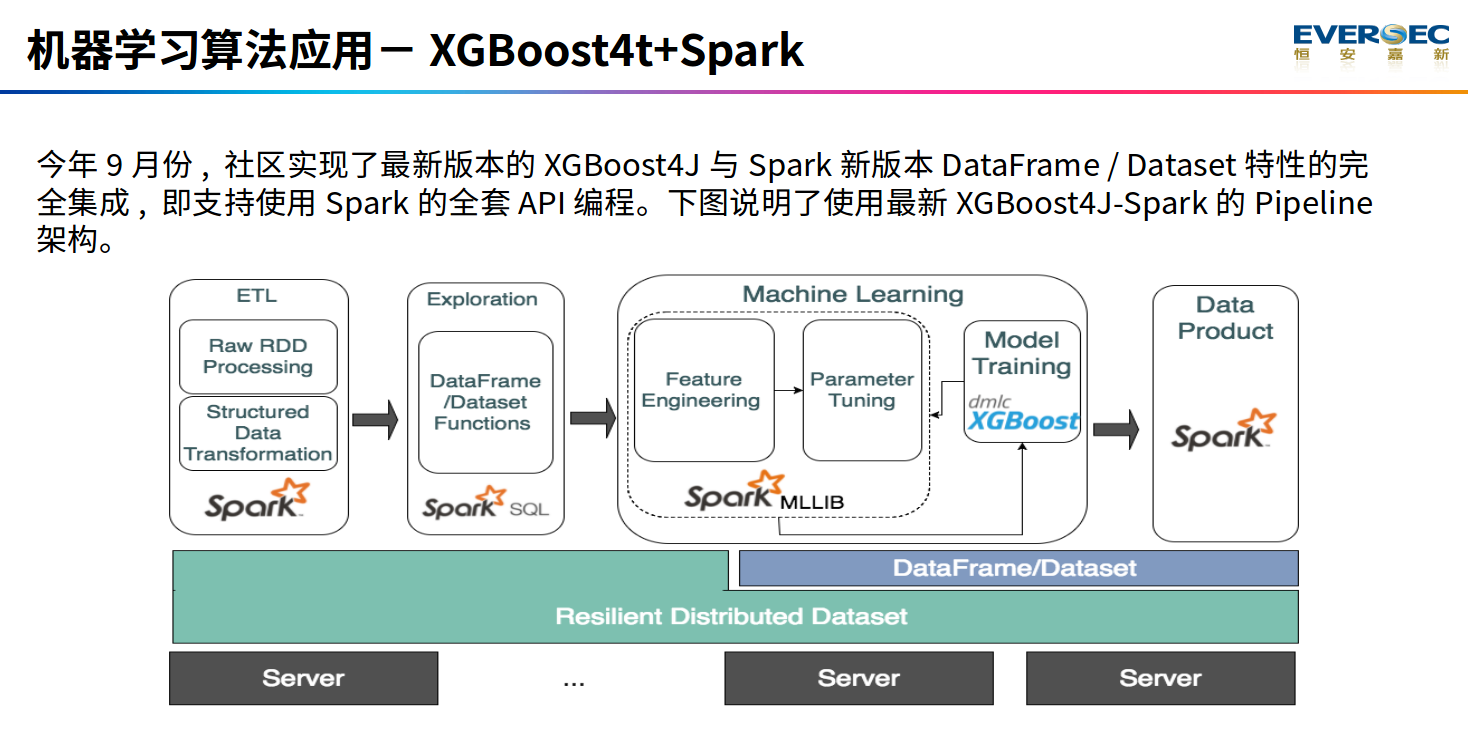 机器学习算法应用－ XGBoost4t+Spark
EVERSEC
恒安嘉新
今年 9 月份，社区实现了最新版本的 XGBoost4J 与 Spark 新版本 DataFrame / Dataset 特性的完
全集成，即支持使用 Spark 的全套 API 编程。下图说明了使用最新 XGBoost4J-Spark 的 Pipeline
架构。
ETL
Raw RDD
Processing
Structured
Data
Transformation
Spark
Exploration
DataFrame
/Dataset
Functions
Spark SQL
Machine Learning
Feature
Engineering
Parameter
Tuning
Spark MLLIB
Model
Training
dmlc
XGBoost
Data
Product
Spark
DataFrame/Dataset
Resilient Distributed Dataset
Server
...
Server
Server